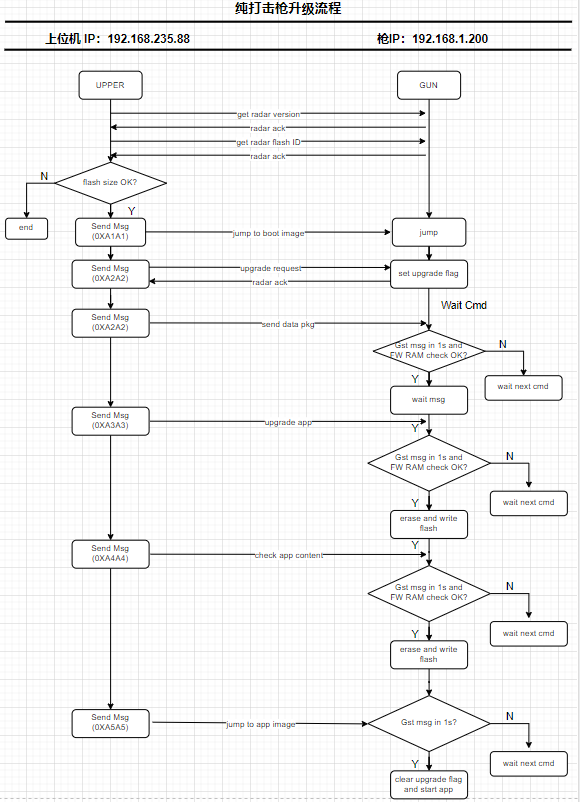 纯打击枪升级流程
上位机 IP：192.168.235.88
枪IP：192.168.1.200
UPPER
GUN
get radar version
radar ack
get radar flash ID
radar ack
flash size OK?
N
Y
end
Send Msg
(0XA1A1)
jump to boot image
jump
Send Msg
(0XA2A2)
upgrade request
radar ack
set upgrade flag
Wait Cmd
Send Msg
(0XA2A2)
send data pkg
Gst msg in 1s and
FW RAM check OK?
N
Y
wait next cmd
wait msg
Send Msg
(0XA3A3)
upgrade app
Y
Gst msg in 1s and
FW RAM check OK?
N
Y
wait next cmd
erase and write
flash
Send Msg
(0XA4A4)
check app content
Y
Gst msg in 1s and
FW RAM check OK?
N
Y
wait next cmd
erase and write
flash
Send Msg
(0XA5A5)
jump to app image
Gst msg in 1s?
N
Y
wait next cmd
clear upgrade flag
and start app